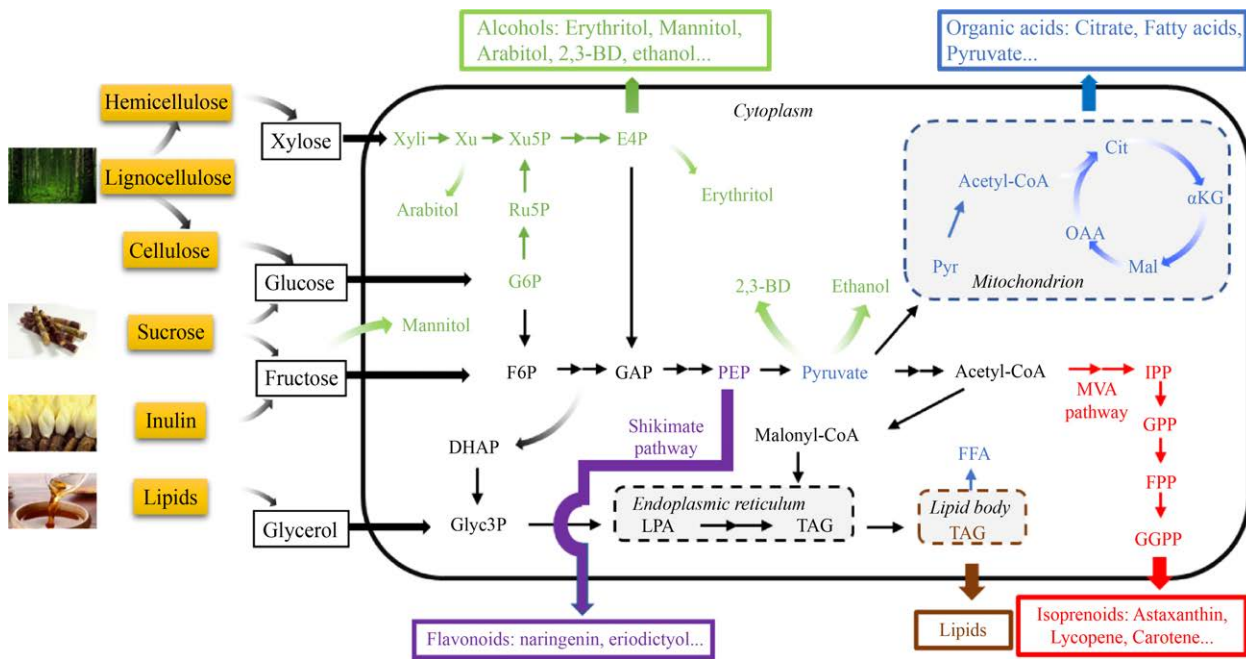 Alcohols: Erythritol, Mannitol,
Arabitol, 2,3-BD, ethanol...
Organic acids: Citrate, Fatty acids,
Pyruvate...
Hemicellulose
Xylose
Lignocellulose
Cellulose
Glucose
Sucrose
Fructose
Inulin
Lipids
Glycerol
Cytoplasm
Xyli
Xu
Xu5P
E4P
Arabitol
Ru5P
Erythritol
G6P
Mannitol
2,3-BD
Ethanol
Cit
Acetyl-CoA
αKG
OAA
Pyr
Mal
Mitochondrion
F6P
GAP
PEP
Pyruvate
Acetyl-CoA
MVA
pathway
IPP
GPP
FPP
GGPP
Shikimate
pathway
DHAP
Malonyl-CoA
FFA
Glyc3P
Endoplasmic reticulum
LPA
TAG
Lipid body
TAG
Flavonoids: naringenin, eriodictyol...
Lipids
Isoprenoids: Astaxanthin,
Lycopene, Carotene...